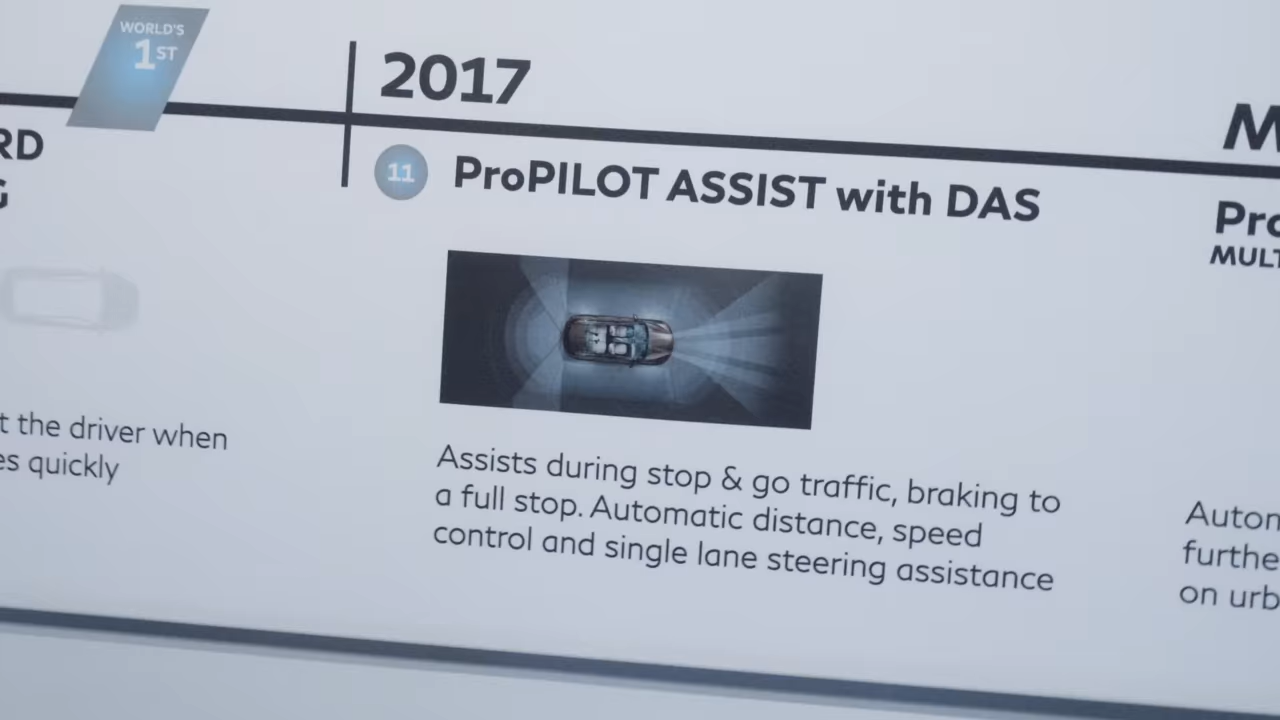 WORLD'S
1ST
2017
11 ProPILOT ASSIST with DAS
Assists during stop & go traffic, braking to
a full stop. Automatic distance, speed
control and single lane steering assistance
RD
G
t the driver when
es quickly
M
Pro
MULT
Auton
furthe
on urb